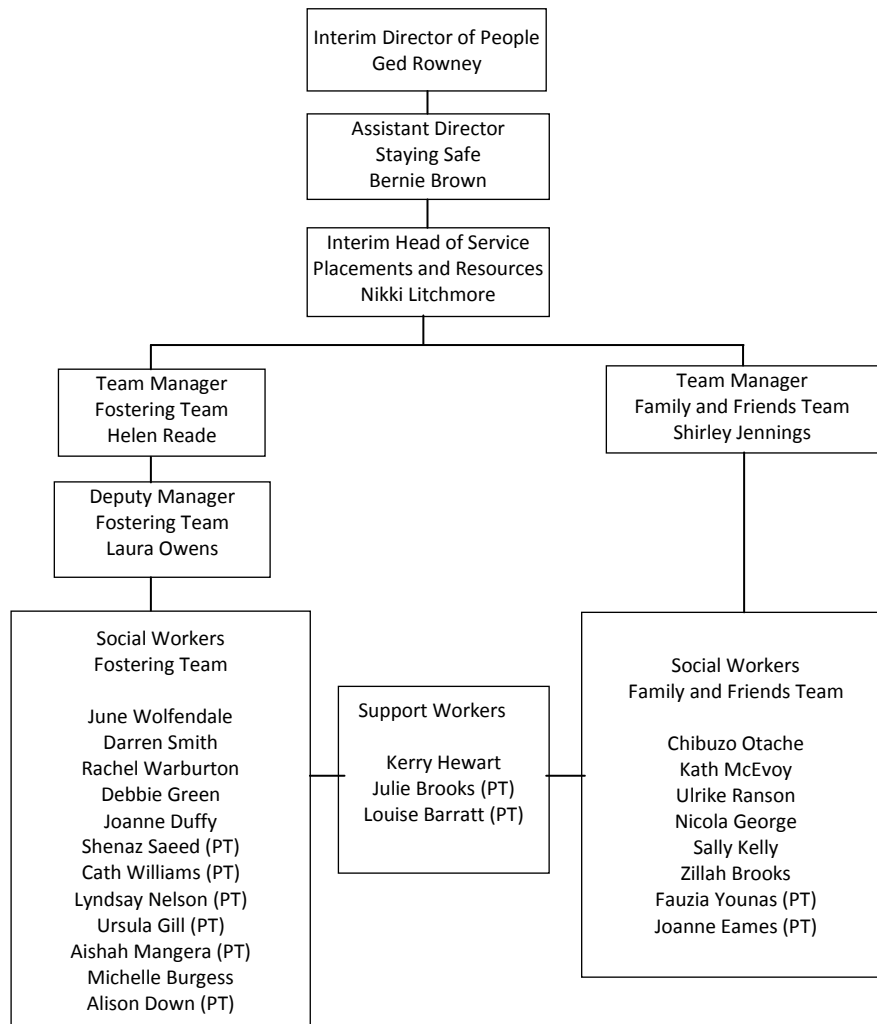 Interim Director of People
Ged Rowney
Assistant Director
Staying Safe
Bernie Brown
Interim Head of Service
Placements and Resources
Nikki Litchmore
Team Manager
Fostering Team
Helen Reade
Team Manager
Family and Friends Team
Shirley Jennings
Deputy Manager
Fostering Team
Laura Owens
Social Workers
Fostering Team
June Wolfendale
Darren Smith
Rachel Warburton
Debbie Green
Joanne Duffy
Shenaz Saeed (PT)
Cath Williams (PT)
Lyndsay Nelson (PT)
Ursula Gill (PT)
Aishah Mangera (PT)
Michelle Burgess
Alison Down (PT)
Support Workers
Kerry Hewart
Julie Brooks (PT)
Louise Barratt (PT)
Social Workers
Family and Friends Team
Chibuzo Otache
Kath McEvoy
Ulrike Ranson
Nicola George
Sally Kelly
Zillah Brooks
Fauzia Younas (PT)
Joanne Eames (PT)